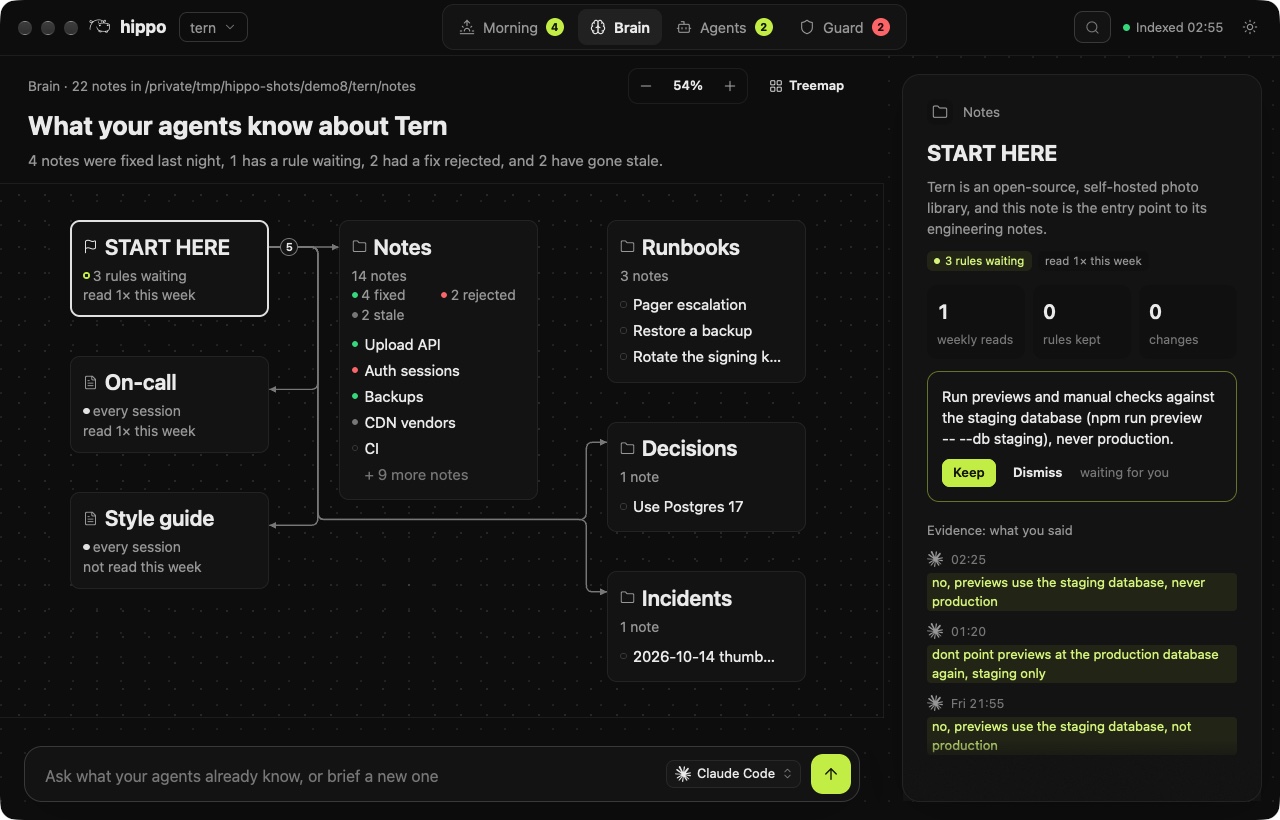 hippo
tern
Morning 4
Brain
Agents 2
Guard 2
Indexed 02:55
Brain · 22 notes in /private/tmp/hippo-shots/demo8/tern/notes
54%
Treemap
What your agents know about Tern
4 notes were fixed last night, 1 has a rule waiting, 2 had a fix rejected, and 2 have gone stale.
START HERE
3 rules waiting
read 1× this week
5
On-call
every session
read 1× this week
Style guide
every session
not read this week
Notes
14 notes
4 fixed
2 rejected
2 stale
Upload API
Auth sessions
Backups
CDN vendors
CI
+ 9 more notes
Runbooks
3 notes
Pager escalation
Restore a backup
Rotate the signing k...
Decisions
1 note
Use Postgres 17
Incidents
1 note
2026-10-14 thumb...
Ask what your agents already know, or brief a new one
Claude Code
Notes
START HERE
Tern is an open-source, self-hosted photo
library, and this note is the entry point to its
engineering notes.
3 rules waiting
read 1× this week
1
weekly reads
0
rules kept
0
changes
Run previews and manual checks against
the staging database (npm run preview
-- --db staging), never production.
Keep
Dismiss
waiting for you
Evidence: what you said
02:25
no, previews use the staging database, never
production
01:20
dont point previews at the production database
again, staging only
Fri 21:55
no, previews use the staging database, not
production